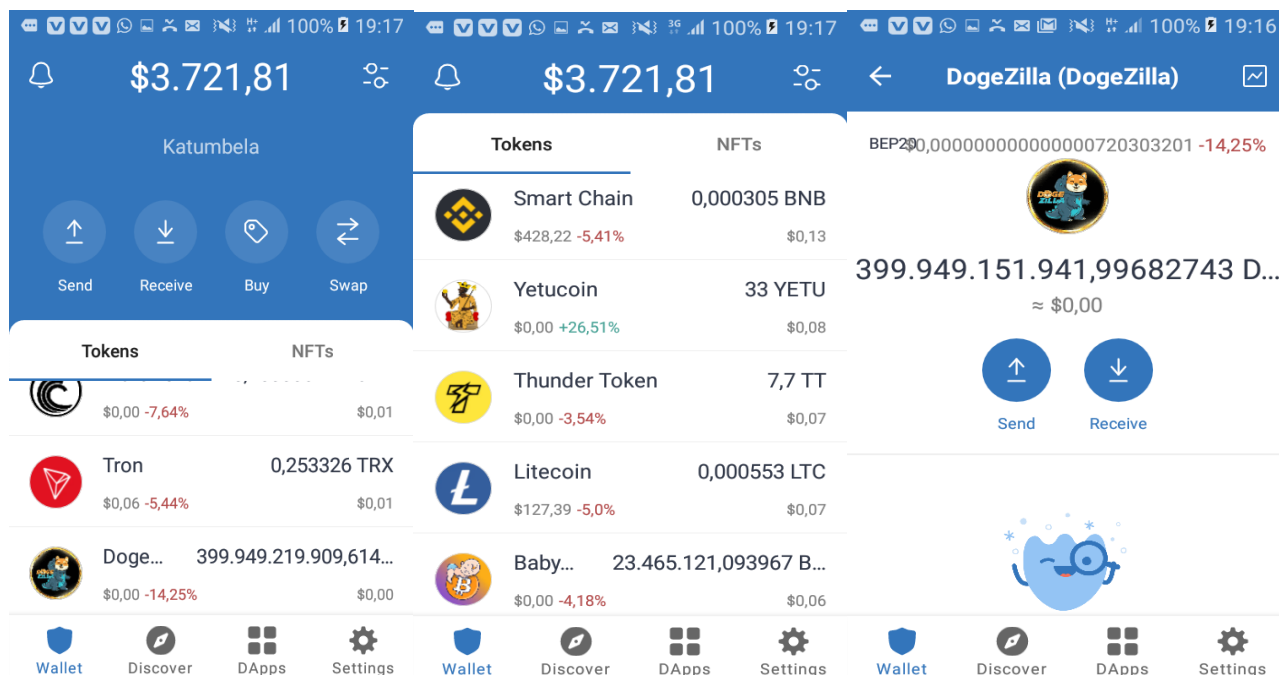 100% 19:17
$3.721,81
Katumbela
Send Receive Buy Swap
Tokens NFTs
$0,00 -7,64% $0,01
Tron 0,253326 TRX
$0,06 -5,44% $0,01
Doge... 399.949.219.909,614...
$0,00 -14,25% $0,00
Wallet Discover DApps Settings
3G 100% 19:17
$3.721,81
Tokens NFTs
Smart Chain 0,000305 BNB
$428,22 -5,41% $0,13
Yetucoin 33 YETU
$0,00 +26,51% $0,08
Thunder Token 7,7 TT
$0,00 -3,54% $0,07
Litecoin 0,000553 LTC
$127,39 -5,0% $0,07
Baby... 23.465.121,093967 B...
$0,00 -4,18% $0,06
Wallet Discover DApps Settings
H+ 100% 19:16
DogeZilla (DogeZilla)
BEP20 $0,000000000000000720303201 -14,25%
DOGE
ZILLA
399.949.151.941,99682743 D...
≈ $0,00
Send Receive
Wallet Discover DApps Settings